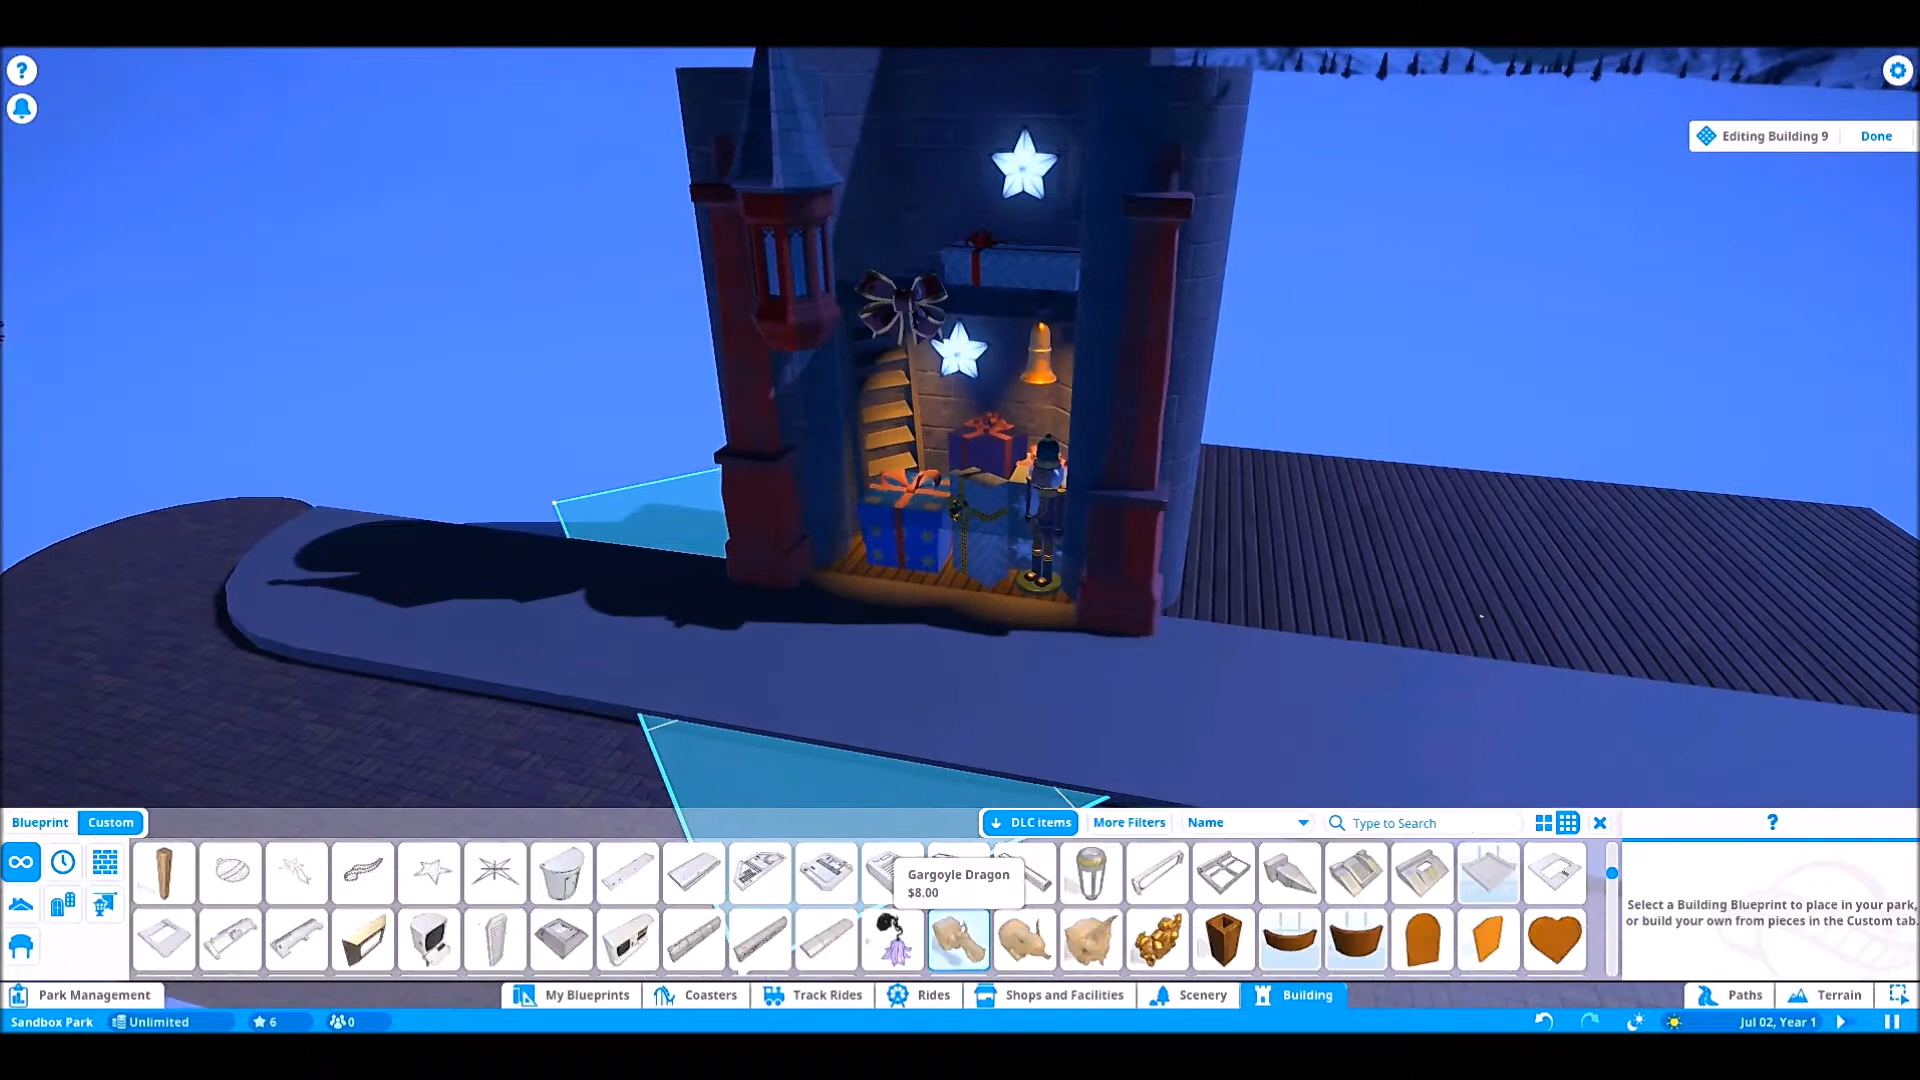 ?
Editing Building 9 Done
Blueprint Custom
DLC items More Filters Name Type to Search
?
Gargoyle Dragon
$8.00
Select a Building Blueprint to place in your park,
or build your own from pieces in the Custom tab.
Park Management My Blueprints Coasters Track Rides Rides Shops and Facilities Scenery Building Paths Terrain
Sandbox Park Unlimited 6 0 Jul 02, Year 1